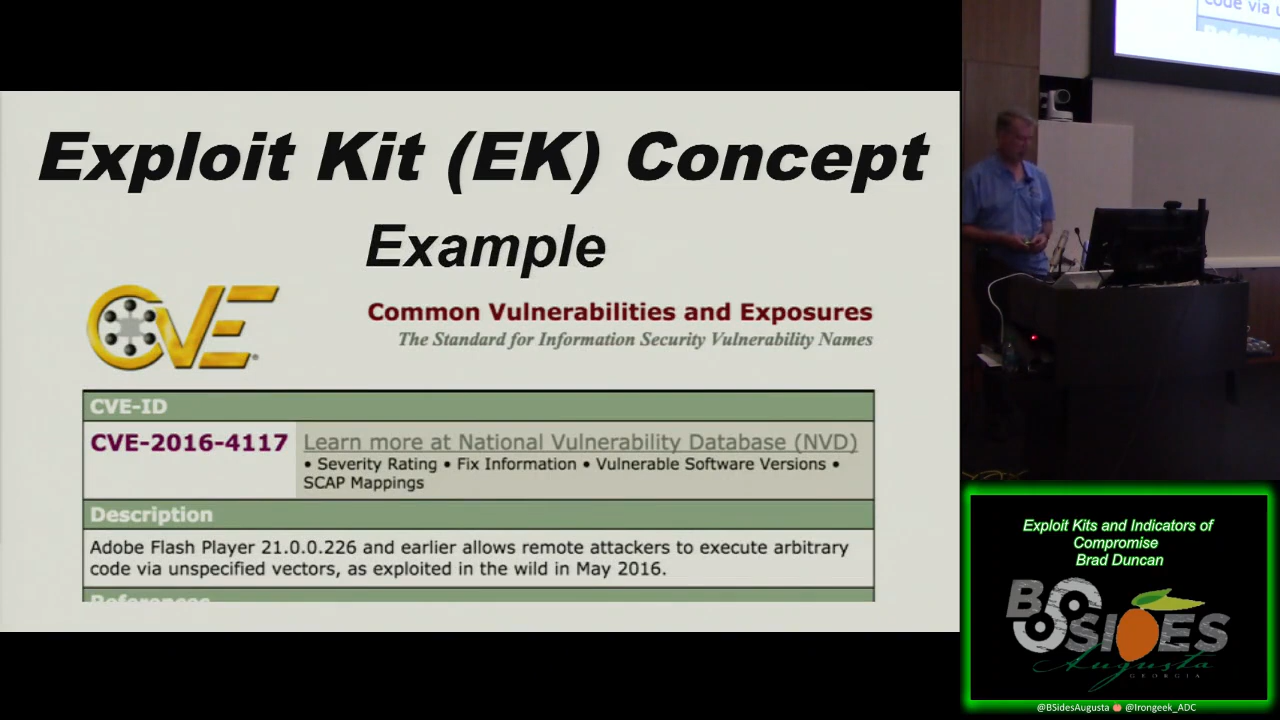 Exploit Kit (EK) Concept
Example
CVE
Common Vulnerabilities and Exposures
The Standard for Information Security Vulnerability Names
CVE-ID
CVE-2016-4117
Learn more at National Vulnerability Database (NVD)
• Severity Rating • Fix Information • Vulnerable Software Versions •
SCAP Mappings
Description
Adobe Flash Player 21.0.0.226 and earlier allows remote attackers to execute arbitrary
code via unspecified vectors, as exploited in the wild in May 2016.
References
code via u
Exploit Kits and Indicators of
Compromise
Brad Duncan
BSIDES
Augusta
GEORGIA
@BSidesAugusta @Irongeek_ADC